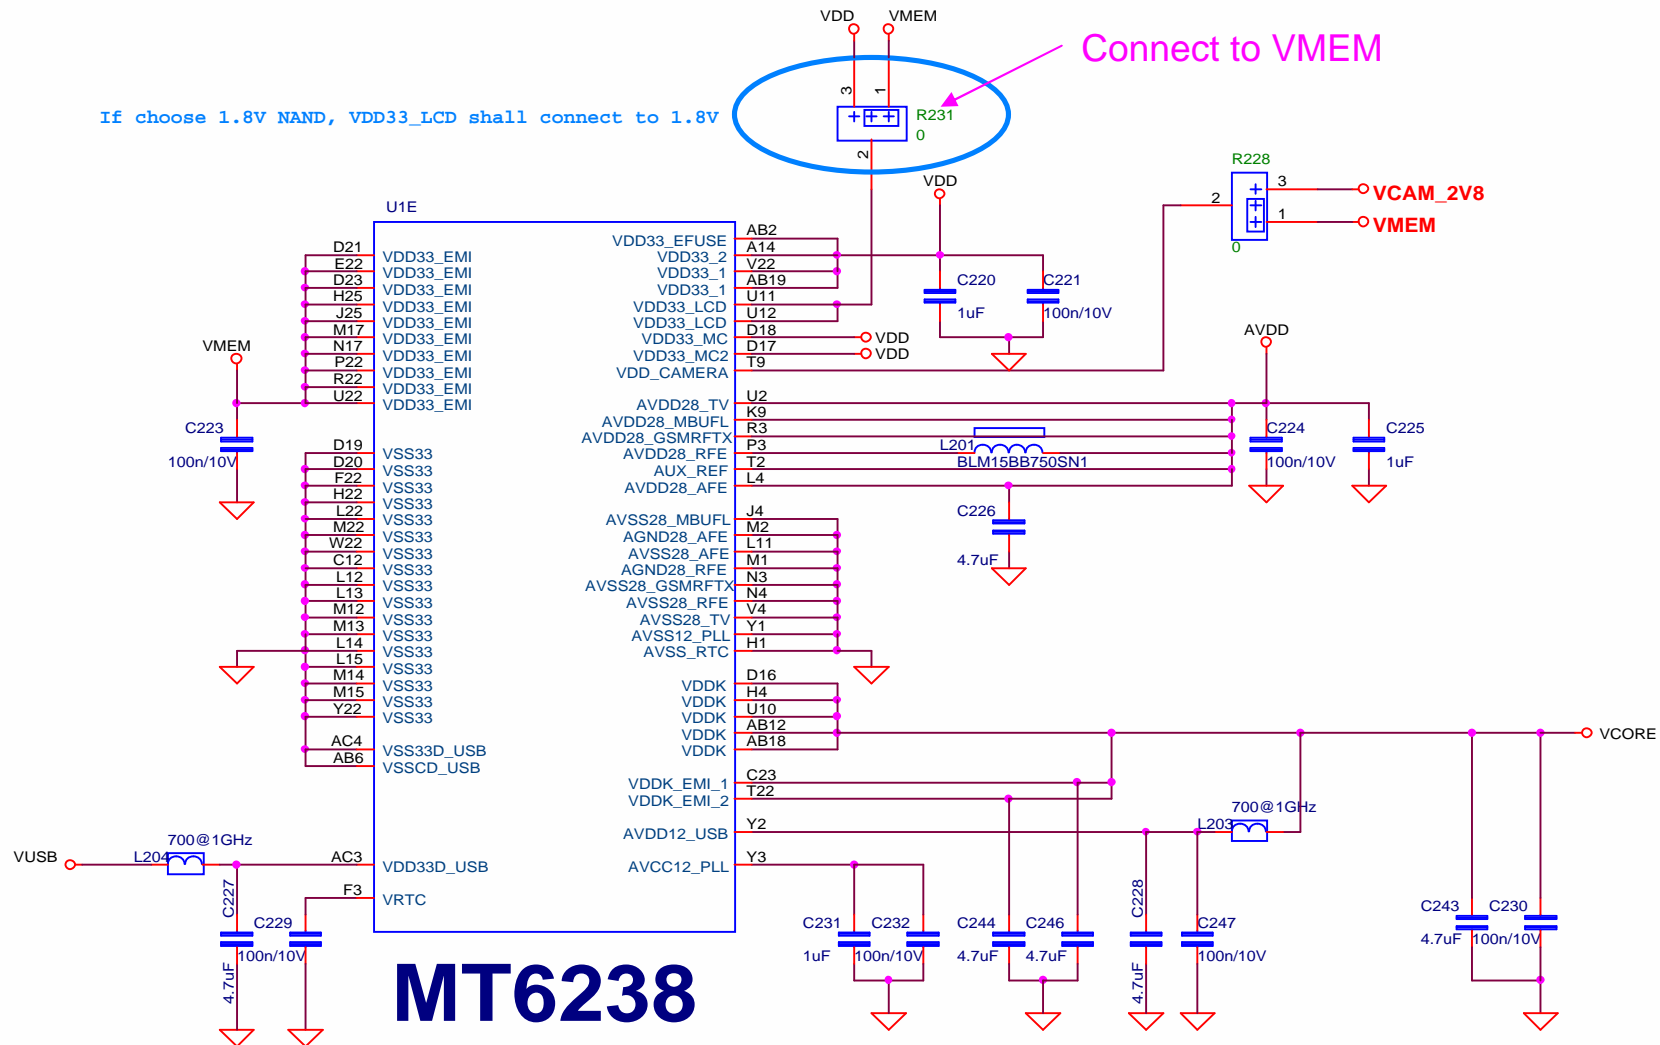 VDD
VMEM
Connect to VMEM
3
1
R231
0
2
If choose 1.8V NAND, VDD33_LCD shall connect to 1.8V
R228
3
VCAM_2V8
2
1
VMEM
0
VDD
U1E
D21 VDD33_EMI
E22 VDD33_EMI
D23 VDD33_EMI
H25 VDD33_EMI
J25 VDD33_EMI
M17 VDD33_EMI
N17 VDD33_EMI
P22 VDD33_EMI
R22 VDD33_EMI
U22 VDD33_EMI
VMEM
C223
100n/10V
D19 VSS33
D20 VSS33
F22 VSS33
H22 VSS33
L22 VSS33
M22 VSS33
W22 VSS33
C12 VSS33
L12 VSS33
L13 VSS33
M12 VSS33
M13 VSS33
L14 VSS33
L15 VSS33
M14 VSS33
M15 VSS33
Y22 VSS33
AC4 VSS33D_USB
AB6 VSSCD_USB
700@1GHz
VUSB
L204
AC3 VDD33D_USB
F3 VRTC
C227
4.7uF
C229
100n/10V
VDD33_EFUSE AB2
VDD33_2 A14
VDD33_1 V22
VDD33_1 AB19
VDD33_LCD U11
VDD33_LCD U12
VDD33_MC D18 VDD
VDD33_MC2 D17 VDD
VDD_CAMERA T9
C220
1uF
C221
100n/10V
AVDD
AVDD28_TV U2
AVDD28_MBUFL K9
AVDD28_GSMRFTX R3
AVDD28_RFE P3
AUX_REF T2
AVDD28_AFE L4
L201
BLM15BB750SN1
C224
100n/10V
C225
1uF
C226
4.7uF
AVSS28_MBUFL J4
AGND28_AFE M2
AVSS28_AFE L11
AGND28_RFE M1
AVSS28_GSMRFTX N3
AVSS28_RFE N4
AVSS28_TV V4
AVSS12_PLL Y1
AVSS_RTC H1
VDDK D16
VDDK H4
VDDK U10
VDDK AB12
VDDK AB18
VCORE
VDDK_EMI_1 C23
VDDK_EMI_2 T22
700@1GHz
AVDD12_USB Y2
L203
AVCC12_PLL Y3
C231
1uF
C232
100n/10V
C244
4.7uF
C246
4.7uF
C228
4.7uF
C247
100n/10V
C243
4.7uF
C230
100n/10V
MT6238